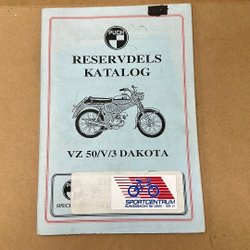 PUCH
RESERVDELS
KATALOG
VZ 50/V/3 DAKOTA
SPORTCENTRUM